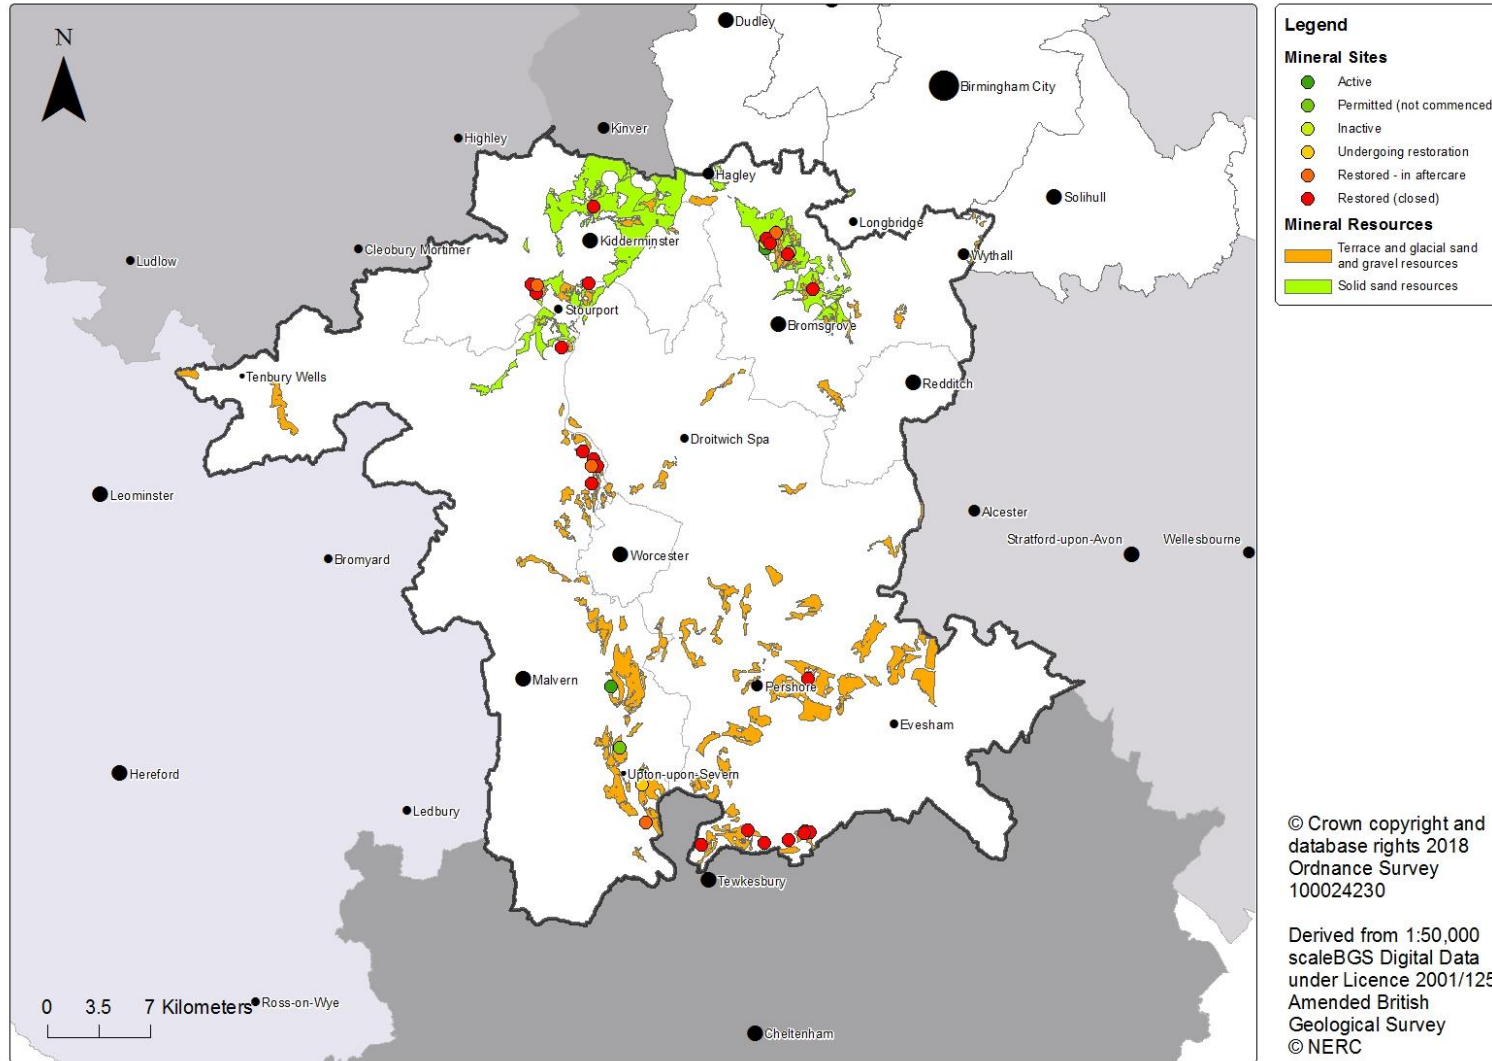 N
Dudley
Birmingham City
Kinver
Highley
Hagley
Solihull
Longbridge
Kidderminster
Cleobury Mortimer
Wythall
Ludlow
Stourport
Bromsgrove
Tenbury Wells
Redditch
Droitwich Spa
Leominster
Alcester
Stratford-upon-Avon
Wellesbourne
Worcester
Bromyard
Malvern
Pershore
Evesham
Hereford
Upton-upon-Severn
Ledbury
Tewkesbury
0 3.5 7 Kilometers
Ross-on-Wye
Cheltenham
Legend
Mineral Sites
Active
Permitted (not commenced
Inactive
Undergoing restoration
Restored - in aftercare
Restored (closed)
Mineral Resources
Terrace and glacial sand
and gravel resources
Solid sand resources
© Crown copyright and
database rights 2018
Ordnance Survey
100024230
Derived from 1:50,000
scaleBGS Digital Data
under Licence 2001/125
Amended British
Geological Survey
© NERC